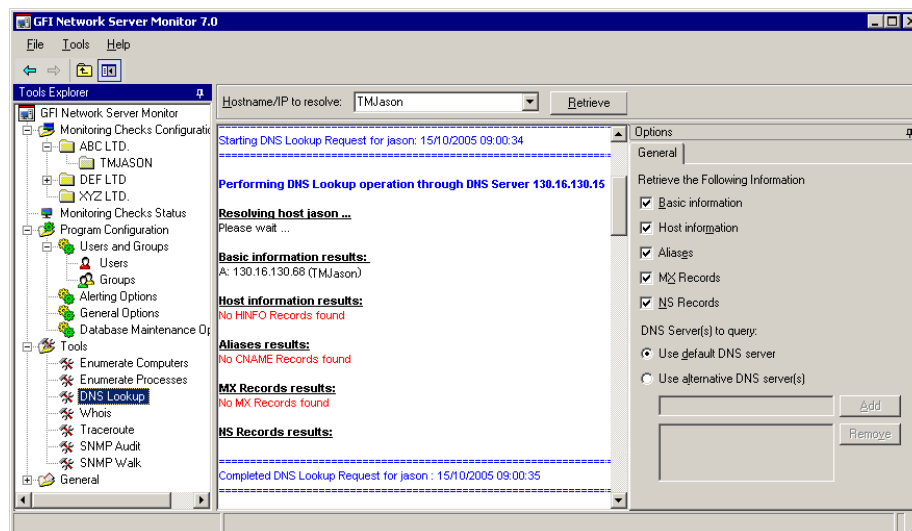 GFI Network Server Monitor 7.0
File Tools Help
Tools Explorer
GFI Network Server Monitor
Monitoring Checks Configuratio
ABC LTD.
TMJASON
DEF LTD
XYZ LTD.
Monitoring Checks Status
Program Configuration
Users and Groups
Users
Groups
Alerting Options
General Options
Database Maintenance Op
Tools
Enumerate Computers
Enumerate Processes
DNS Lookup
Whois
Traceroute
SNMP Audit
SNMP Walk
General
Hostname/IP to resolve: TMJason Retrieve
Starting DNS Lookup Request for jason: 15/10/2005 09:00:34
Performing DNS Lookup operation through DNS Server 130.16.130.15
Resolving host jason ...
Please wait ...
Basic information results:
A: 130.16.130.68 (TMJason)
Host information results:
No HINFO Records found
Aliases results:
No CNAME Records found
MX Records results:
No MX Records found
NS Records results:
Completed DNS Lookup Request for jason : 15/10/2005 09:00:35
Options
General
Retrieve the Following Information
Basic information
Host information
Aliases
MX Records
NS Records
DNS Server(s) to query:
Use default DNS server
Use alternative DNS server(s)
Add
Remove